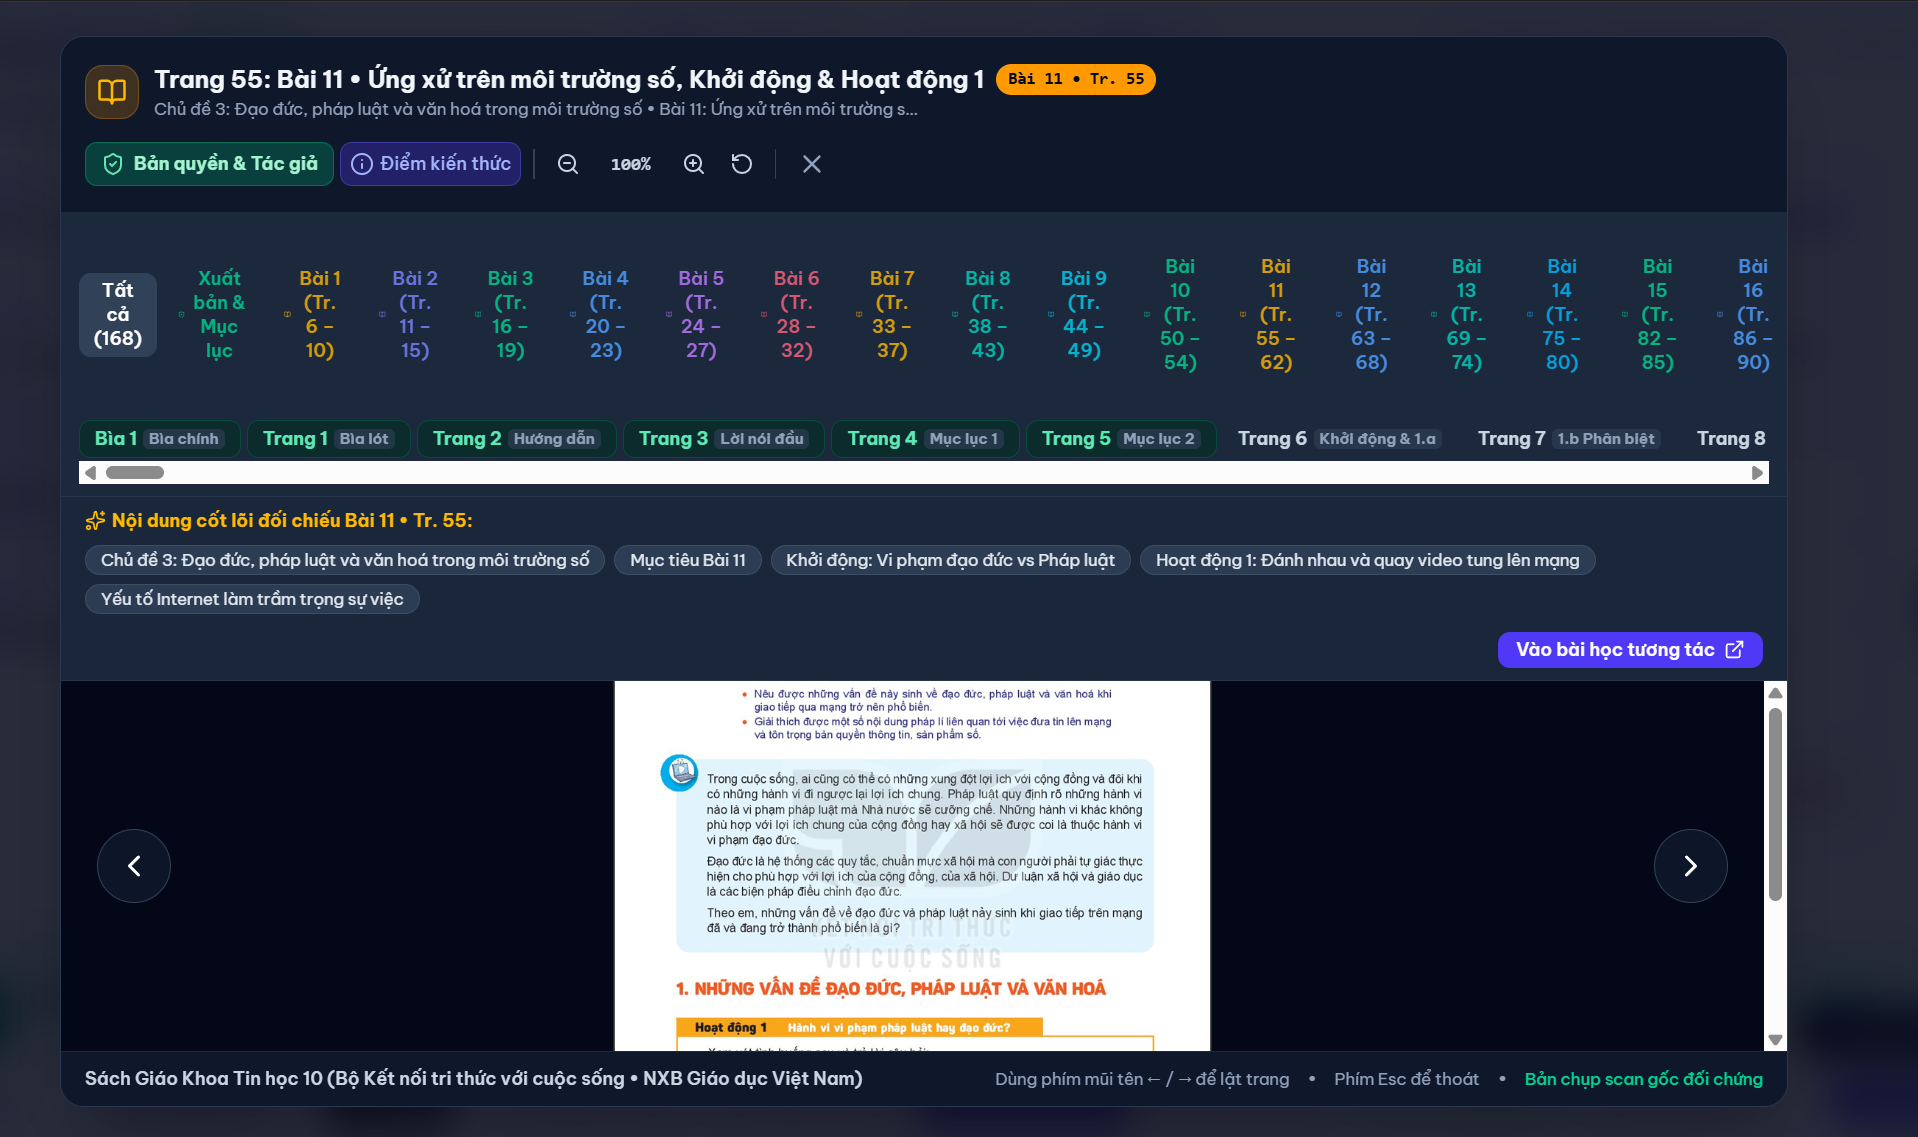 Trang 55: Bài 11 • Ứng xử trên môi trường số, Khởi động & Hoạt động 1
Bài 11 • Tr. 55
Chủ đề 3: Đạo đức, pháp luật và văn hoá trong môi trường số • Bài 11: Ứng xử trên môi trường s...
Bản quyền & Tác giả
Điểm kiến thức
100%
Tất
cả
(168)
Xuất
bản &
Mục
lục
Bài 1
(Tr.
6 –
10)
Bài 2
(Tr.
11 –
15)
Bài 3
(Tr.
16 –
19)
Bài 4
(Tr.
20 –
23)
Bài 5
(Tr.
24 –
27)
Bài 6
(Tr.
28 –
32)
Bài 7
(Tr.
33 –
37)
Bài 8
(Tr.
38 –
43)
Bài 9
(Tr.
44 –
49)
Bài
10
(Tr.
50 –
54)
Bài
11
(Tr.
55 –
62)
Bài
12
(Tr.
63 –
68)
Bài
13
(Tr.
69 –
74)
Bài
14
(Tr.
75 –
80)
Bài
15
(Tr.
82 –
85)
Bài
16
(Tr.
86 –
90)
Bìa 1 Bìa chính
Trang 1 Bìa lót
Trang 2 Hướng dẫn
Trang 3 Lời nói đầu
Trang 4 Mục lục 1
Trang 5 Mục lục 2
Trang 6 Khởi động & 1.a
Trang 7 1.b Phân biệt
Trang 8
Nội dung cốt lõi đối chiếu Bài 11 • Tr. 55:
Chủ đề 3: Đạo đức, pháp luật và văn hoá trong môi trường số
Mục tiêu Bài 11
Khởi động: Vi phạm đạo đức vs Pháp luật
Hoạt động 1: Đánh nhau và quay video tung lên mạng
Yếu tố Internet làm trầm trọng sự việc
Vào bài học tương tác
• Nêu được những vấn đề nảy sinh về đạo đức, pháp luật và văn hoá khi
giao tiếp qua mạng trở nên phổ biến.
• Giải thích được một số nội dung pháp lí liên quan tới việc đưa tin lên mạng
và tôn trọng bản quyền thông tin, sản phẩm số.
Trong cuộc sống, ai cũng có thể có những xung đột lợi ích với cộng đồng và đôi khi
có những hành vi đi ngược lại lợi ích chung. Pháp luật quy định rõ những hành vi
nào là vi phạm pháp luật mà Nhà nước sẽ cưỡng chế. Những hành vi khác không
phù hợp với lợi ích chung của cộng đồng hay xã hội sẽ được coi là thuộc hành vi
vi phạm đạo đức.
Đạo đức là hệ thống các quy tắc, chuẩn mực xã hội mà con người phải tự giác thực
hiện cho phù hợp với lợi ích của cộng đồng, của xã hội. Dư luận xã hội và giáo dục
là các biện pháp điều chỉnh đạo đức.
Theo em, những vấn đề về đạo đức và pháp luật nảy sinh khi giao tiếp trên mạng
đã và đang trở thành phổ biến là gì?
KẾT NỐI TRI THỨC
VỚI CUỘC SỐNG
1. NHỮNG VẤN ĐỀ ĐẠO ĐỨC, PHÁP LUẬT VÀ VĂN HOÁ
Hoạt động 1 Hành vi vi phạm pháp luật hay đạo đức?
Sách Giáo Khoa Tin học 10 (Bộ Kết nối tri thức với cuộc sống • NXB Giáo dục Việt Nam)
Dùng phím mũi tên ← / → để lật trang • Phím Esc để thoát • Bản chụp scan gốc đối chứng